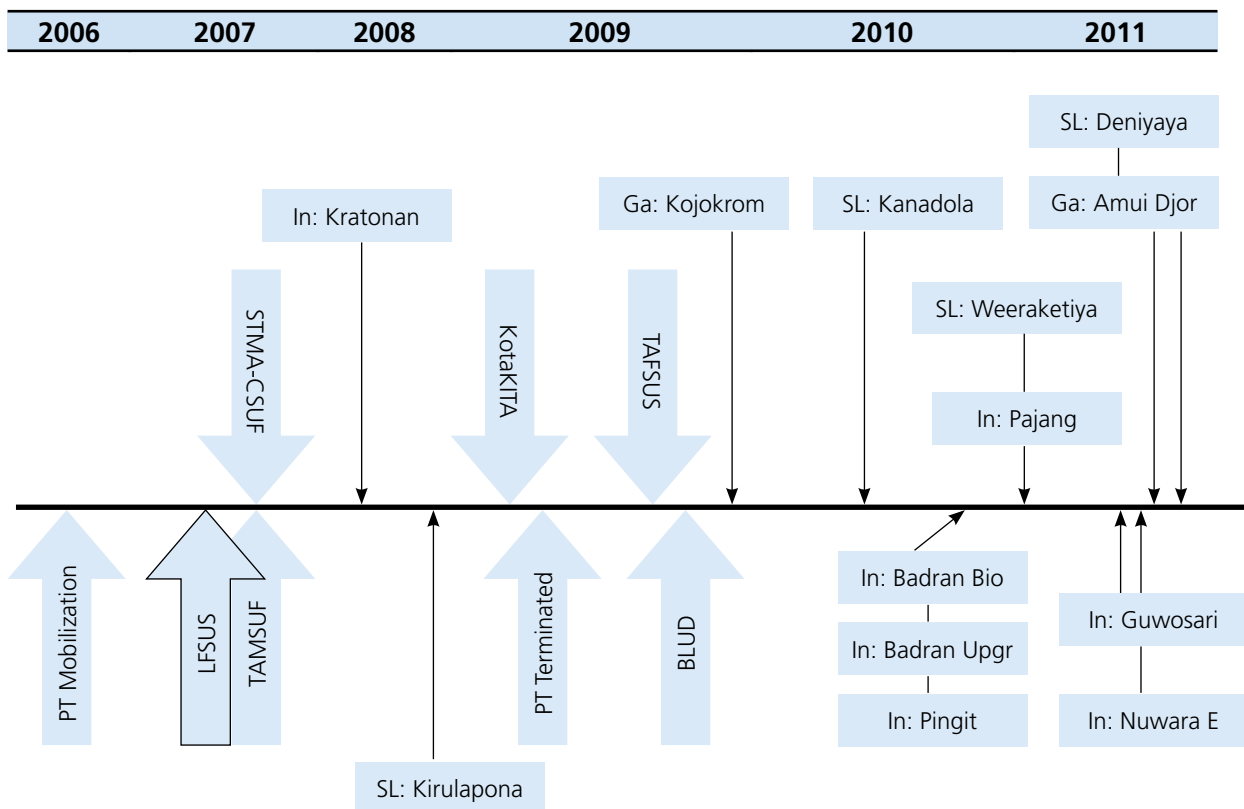 2006 2007 2008 2009 2010 2011
SL: Deniyaya
In: Kratonan
Ga: Kojokrom
SL: Kanadola
Ga: Amui Djor
SL: Weeraketiya
STMA-CSUF
KotaKITA
TAFSUS
In: Pajang
PT Mobilization
LFSUS
TAMSUF
PT Terminated
BLUD
In: Badran Bio
In: Guwosari
In: Badran Upgr
In: Pingit
In: Nuwara E
SL: Kirulapona